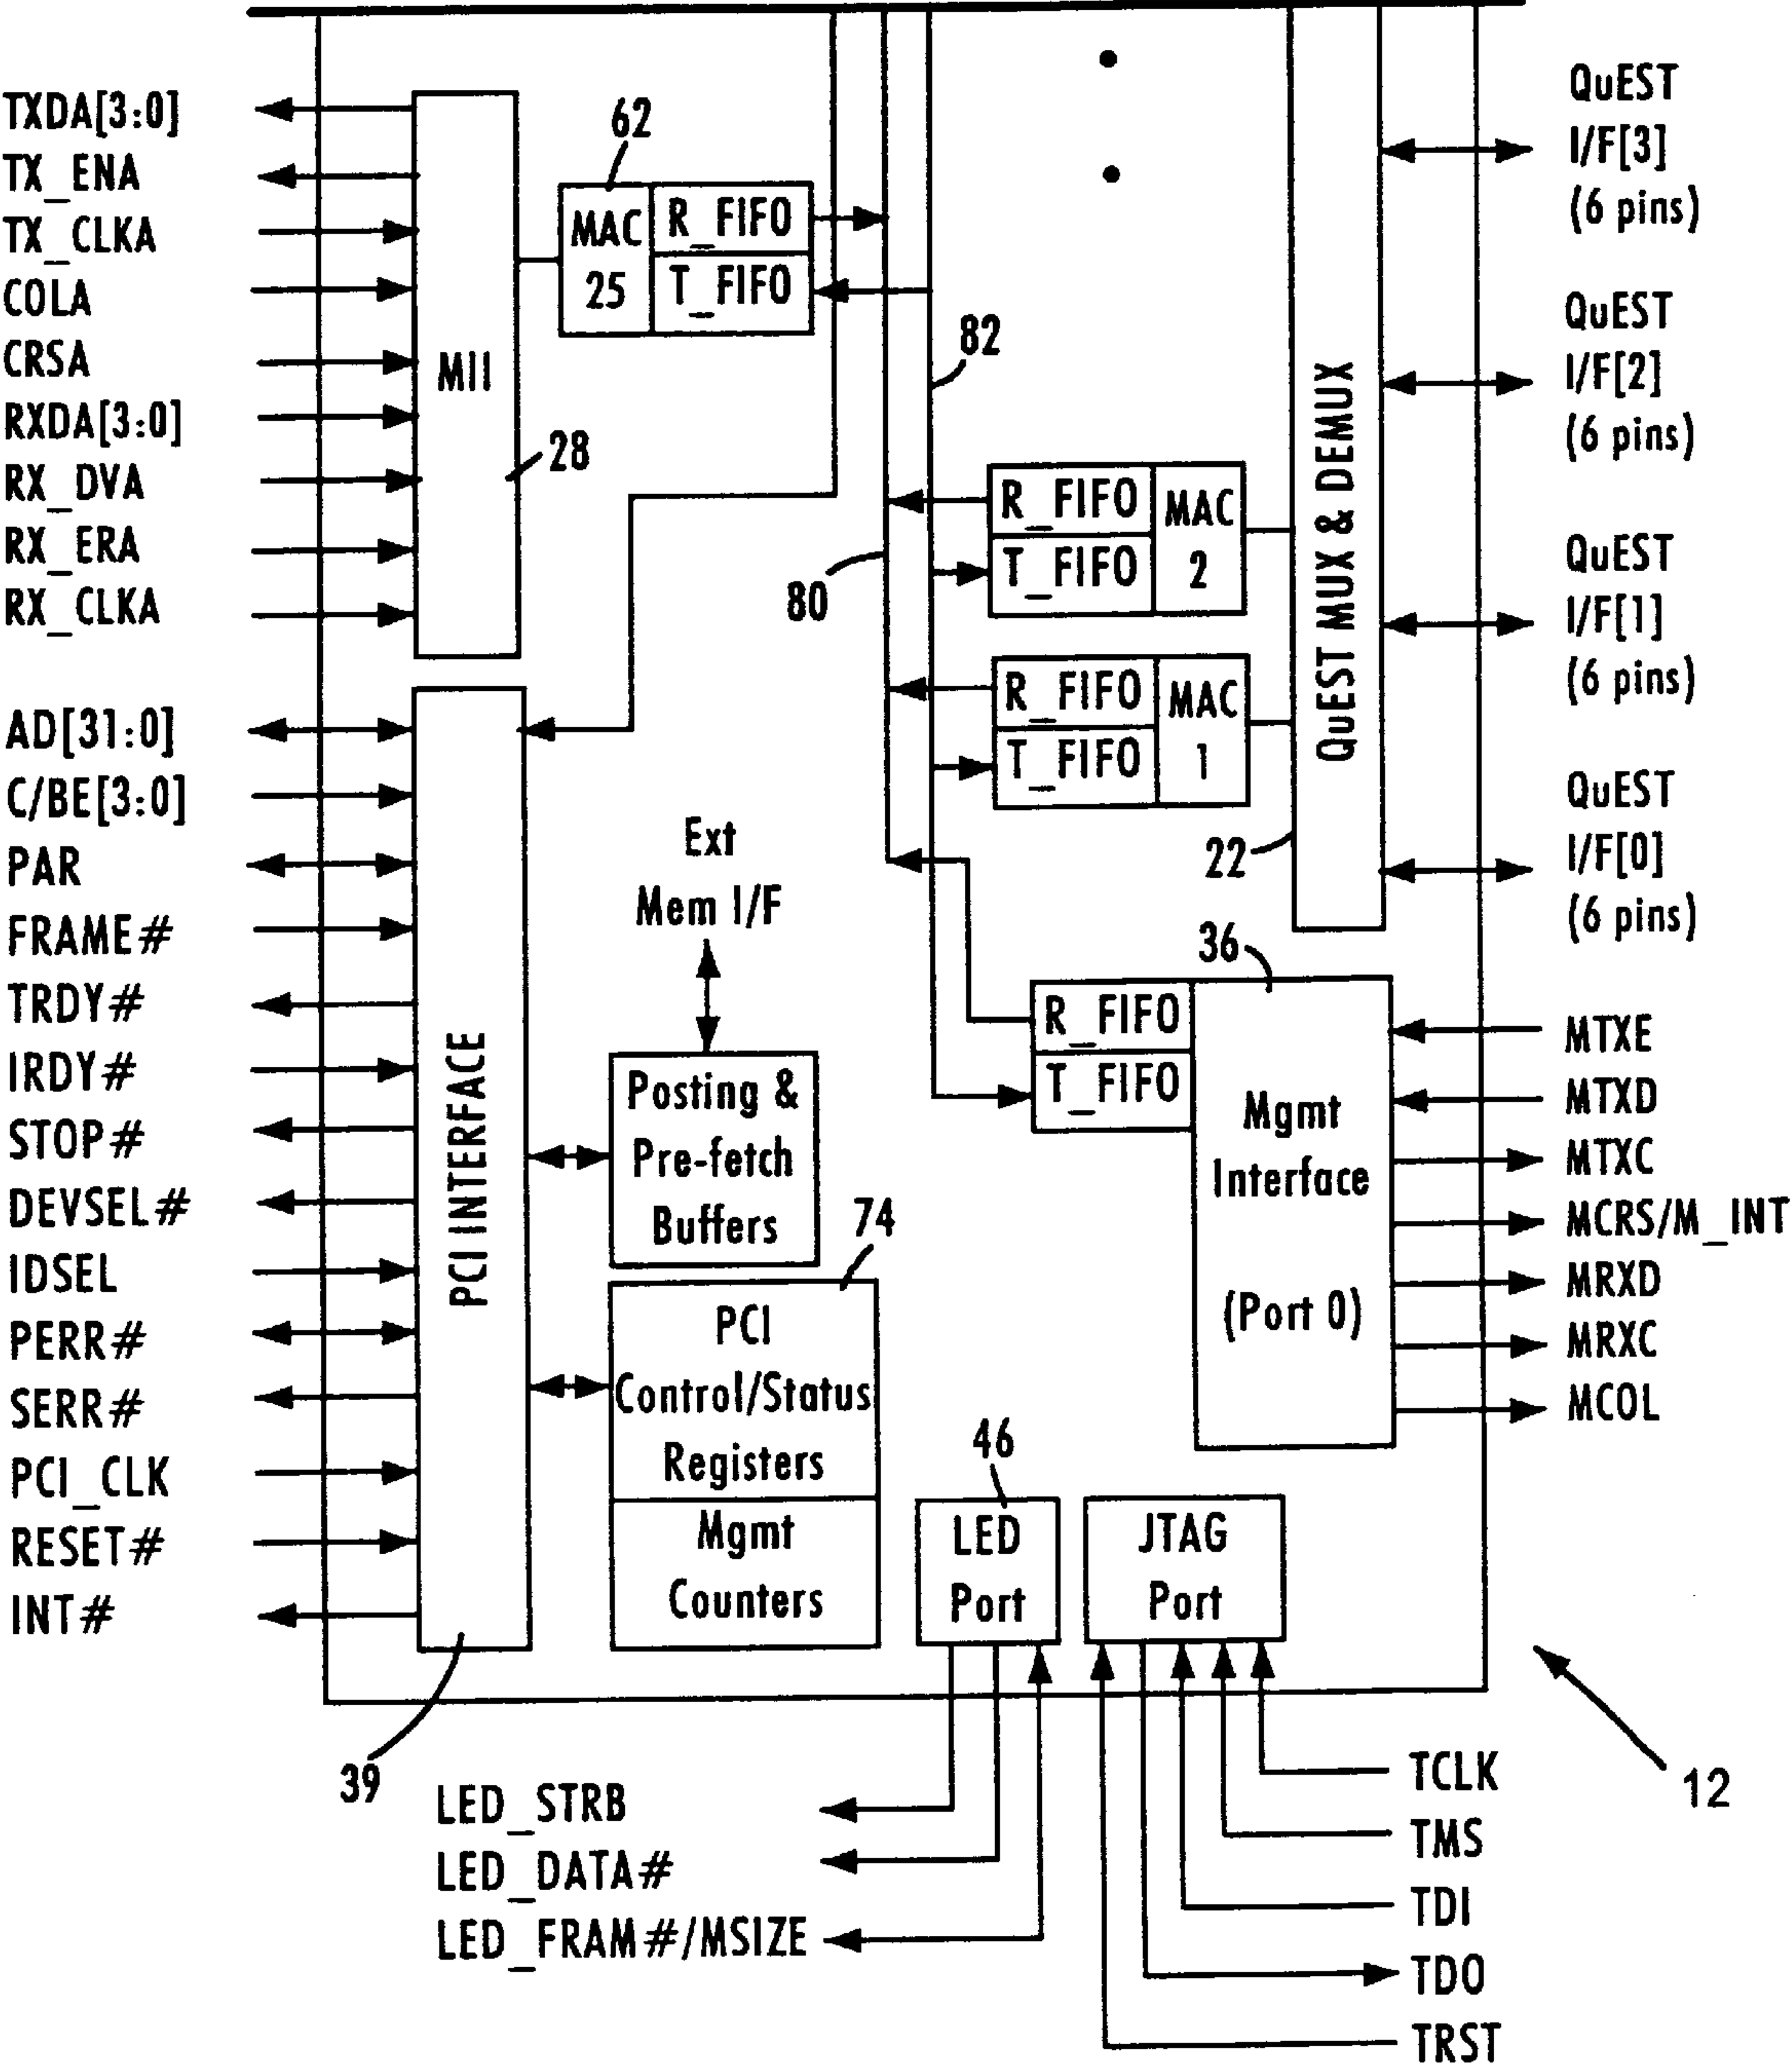 TXDA[3:0]
TX_ENA
TX_CLKA
COLA
CRSA
RXDA[3:0]
RX_DVA
RX_ERA
RX_CLKA
MII
28
62
MAC
25
R_FIFO
T_FIFO
82
80
R_FIFO
T_FIFO
MAC
2
R_FIFO
T_FIFO
MAC
1
QuEST MUX & DEMUX
22
QuEST
I/F[3]
(6 pins)
QuEST
I/F[2]
(6 pins)
QuEST
I/F[1]
(6 pins)
QuEST
I/F[0]
(6 pins)
AD[31:0]
C/BE[3:0]
PAR
FRAME#
TRDY#
IRDY#
STOP#
DEVSEL#
IDSEL
PERR#
SERR#
PCI_CLK
RESET#
INT#
PCI INTERFACE
39
Ext
Mem I/F
Posting &
Pre-fetch
Buffers
74
PCI
Control/Status
Registers
Mgmt
Counters
36
R_FIFO
T_FIFO
Mgmt
Interface
(Port 0)
MTXE
MTXD
MTXC
MCRS/M_INT
MRXD
MRXC
MCOL
46
LED
Port
JTAG
Port
LED_STRB
LED_DATA#
LED_FRAM#/MSIZE
TCLK
TMS
TDI
TDO
TRST
12